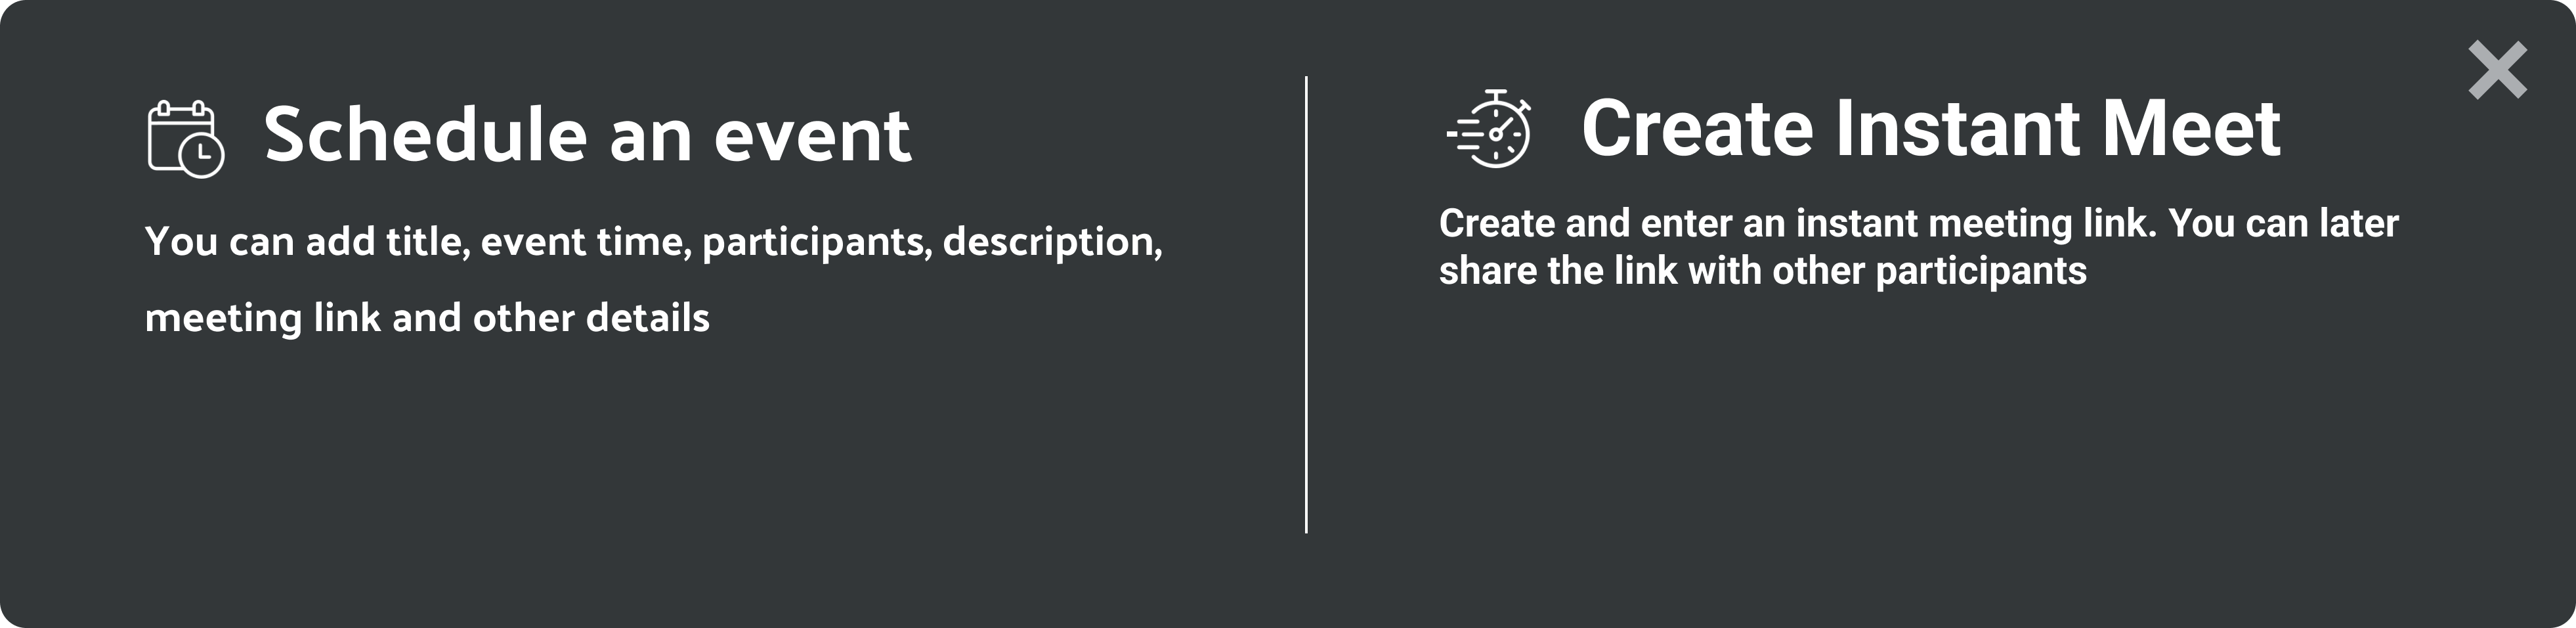 Schedule an event
You can add title, event time, participants, description,
meeting link and other details
Create Instant Meet
Create and enter an instant meeting link. You can later
share the link with other participants